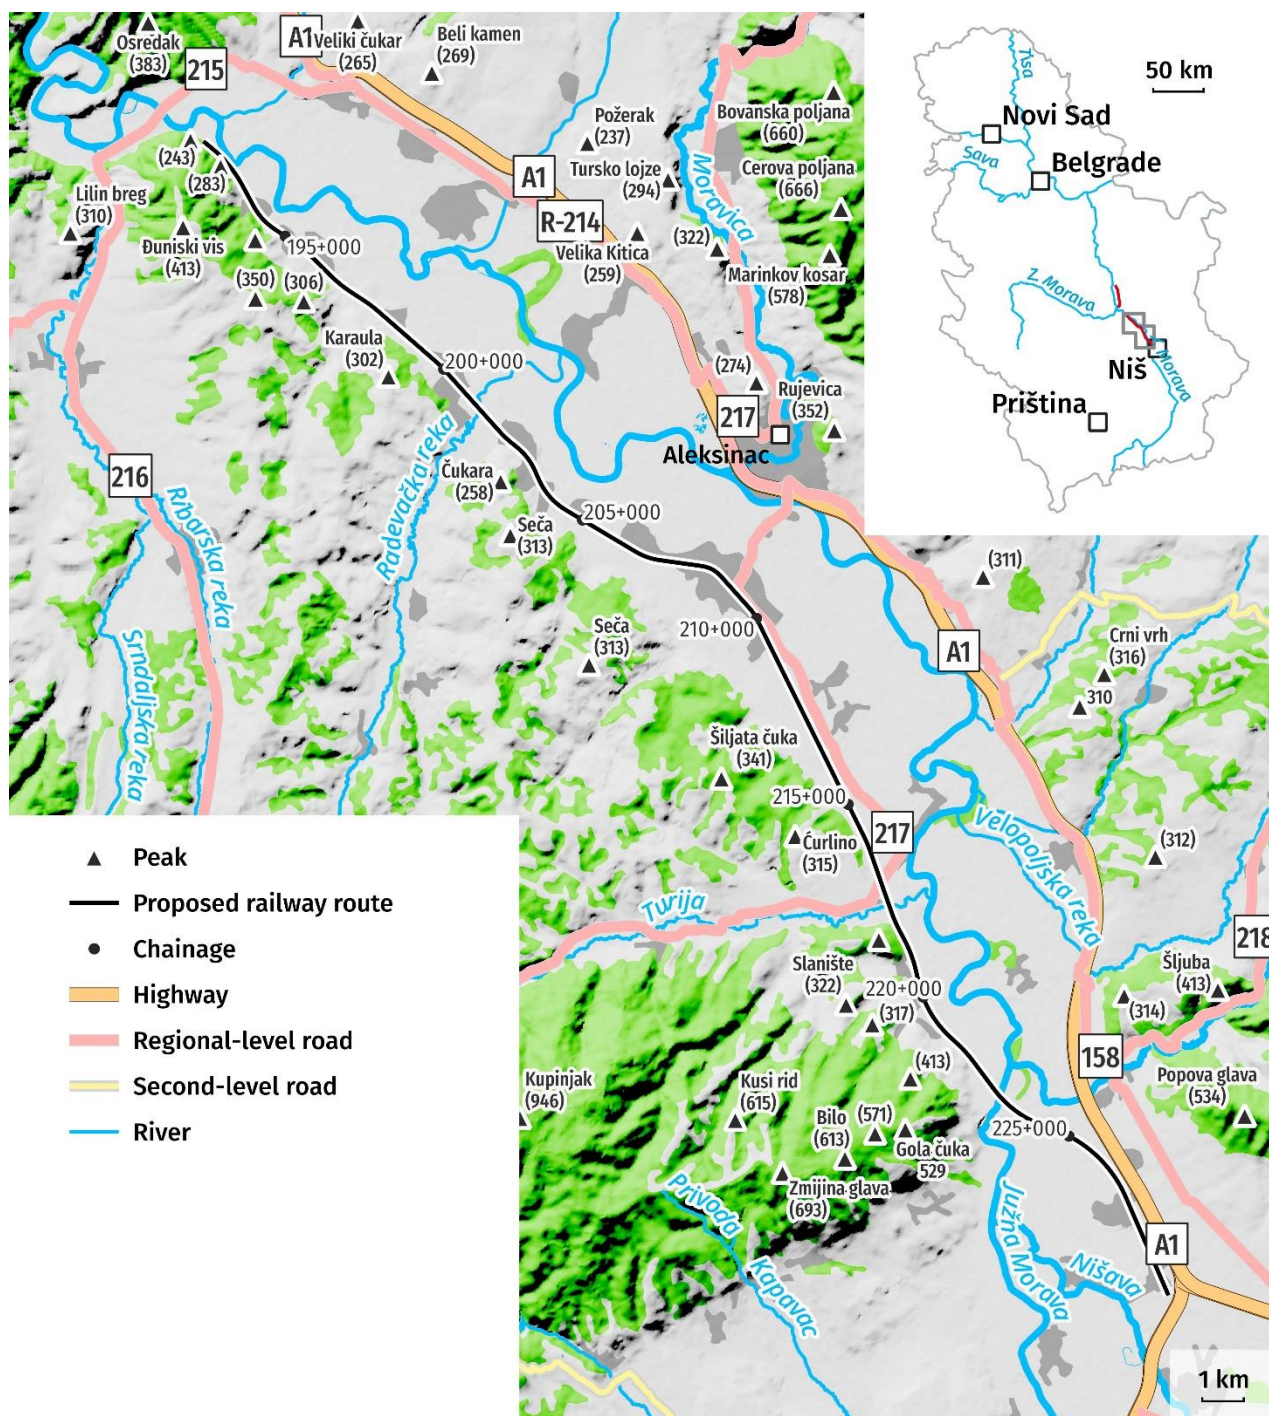 Osredak
(383)
215
A1
Veliki čukar
(265)
Beli kamen
(269)
Požerak
(237)
Tursko lojze
(294)
Bovanska poljana
(660)
Cerova poljana
(666)
Moravica
A1
R-214
Velika Kitica
(259)
(322)
Marinkov kosar
(578)
(243)
(283)
Lilin breg
(310)
Đuniski vis
(413)
195+000
(350)
(306)
Karaula
(302)
200+000
(274)
Rujevica
(352)
217
Aleksinac
216
Ribarska reka
Radevačka reka
Srndaljska reka
Čukara
(258)
Seča
(313)
205+000
Seča
(313)
210+000
(311)
A1
Crni vrh
(316)
310
Šiljata čuka
(341)
215+000
Ćurlino
(315)
217
Velopoljska reka
(312)
Turija
Slanište
(322)
220+000
(317)
218
Šljuba
(413)
(314)
158
Popova glava
(534)
Kupinjak
(946)
Kusi rid
(615)
(413)
Bilo
(613)
(571)
Gola čuka
529
225+000
Zmijina glava
(693)
Privoda
Kapavac
Južna Morava
Nišava
A1
1 km
50 km
Tisa
Novi Sad
Sava
Belgrade
Z. Morava
Morava
Niš
Priština
Peak
Proposed railway route
Chainage
Highway
Regional-level road
Second-level road
River